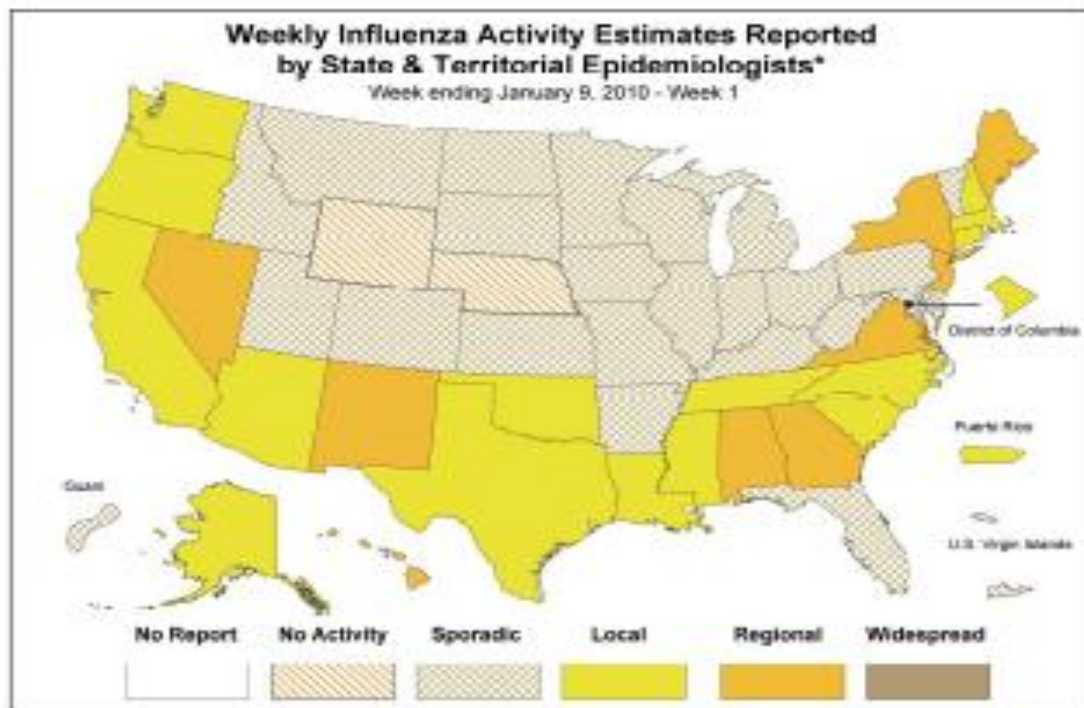 Weekly Influenza Activity Estimates Reported
by State & Territorial Epidemiologists*
Week ending January 9, 2010 - Week 1
District of Columbia
Puerto Rico
Guam
U.S. Virgin Islands
No Report
No Activity
Sporadic
Local
Regional
Widespread